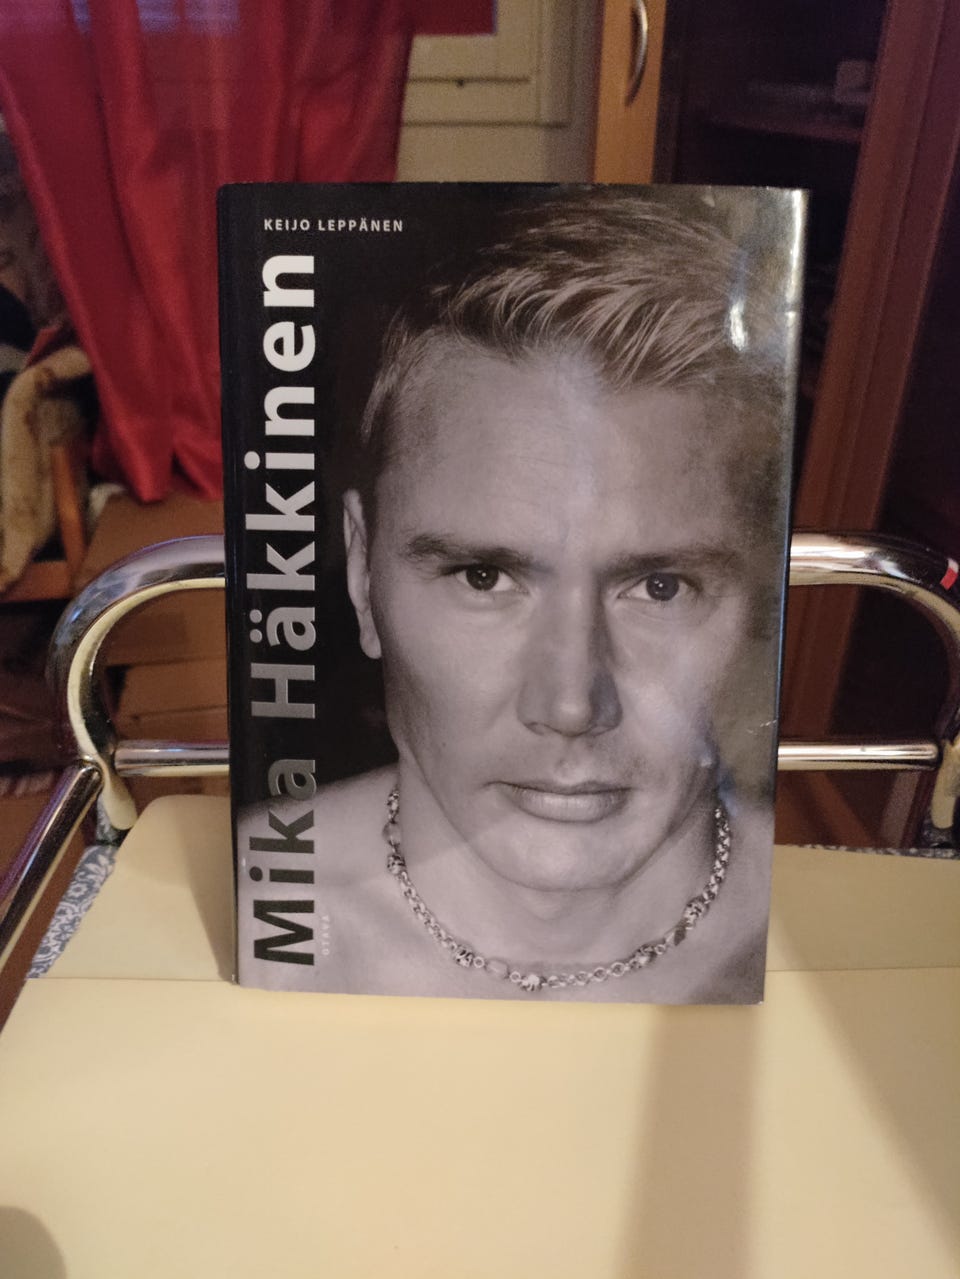 KEIJO LEPPÄNEN
Mika Häkkinen
OTAVA